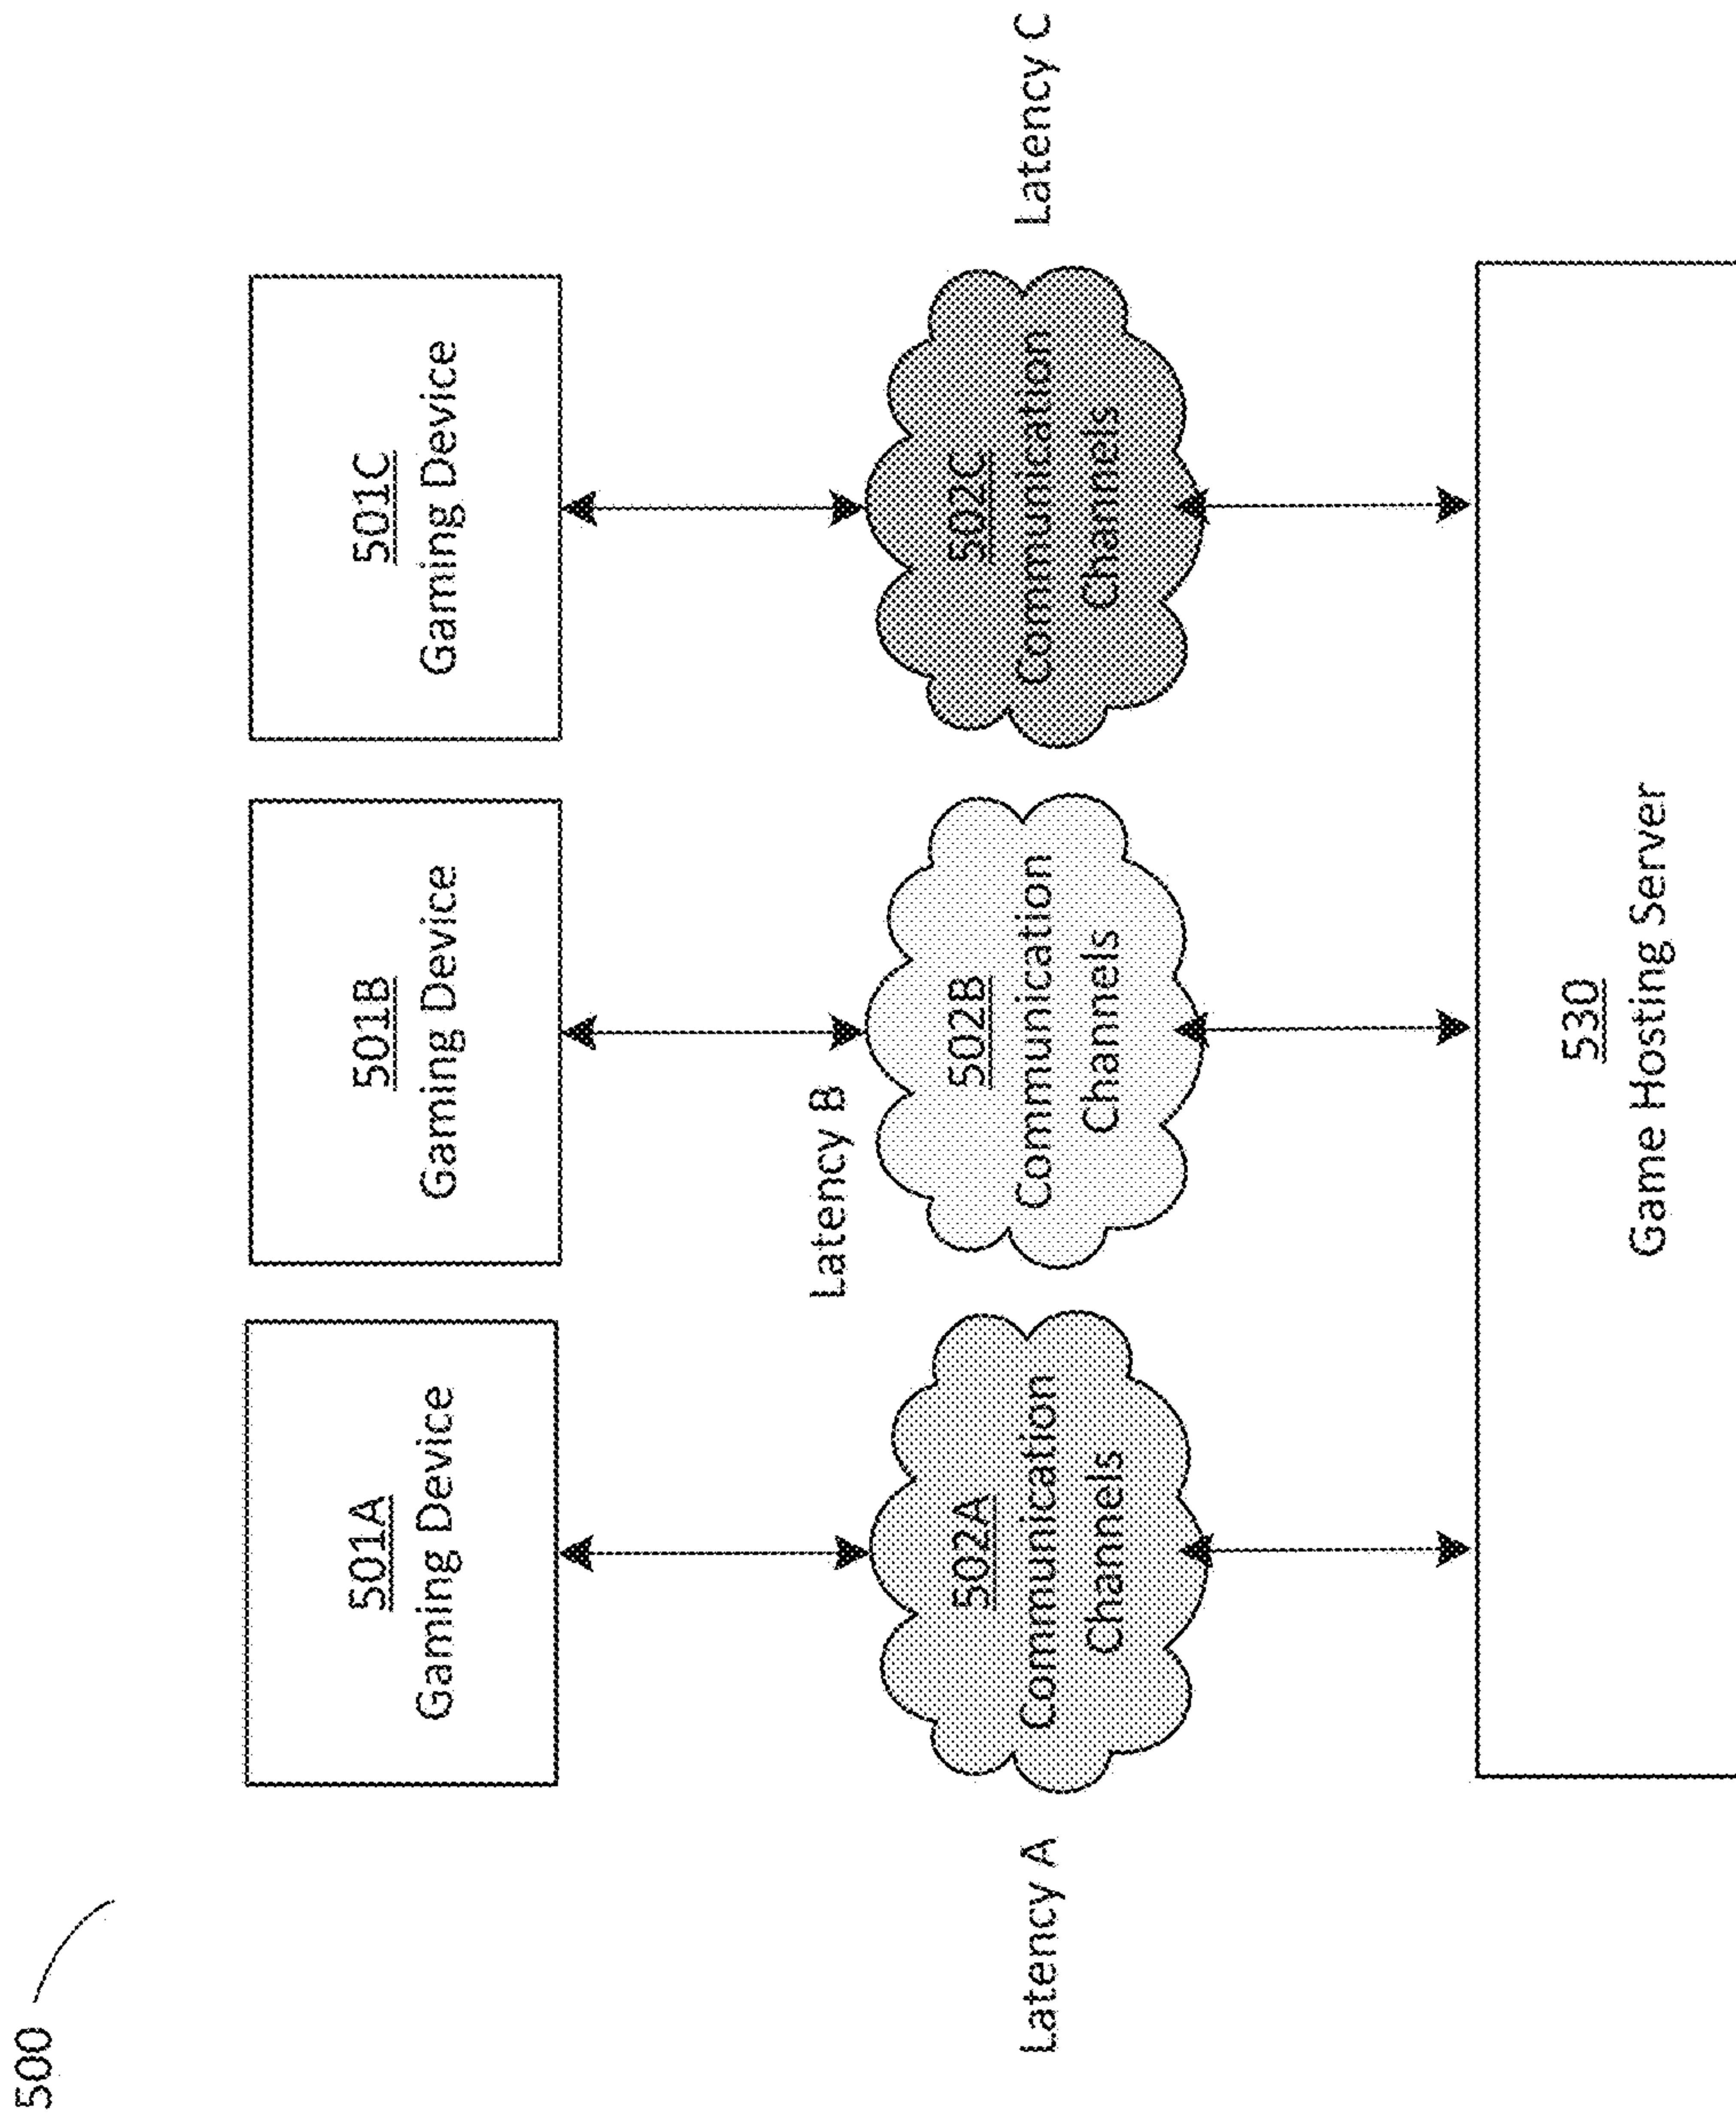 500
501A
Gaming Device
501B
Gaming Device
501C
Gaming Device
Latency B
Latency A
502A
Communication
Channels
502B
Communication
Channels
502C
Communication
Channels
Latency C
530
Game Hosting Server